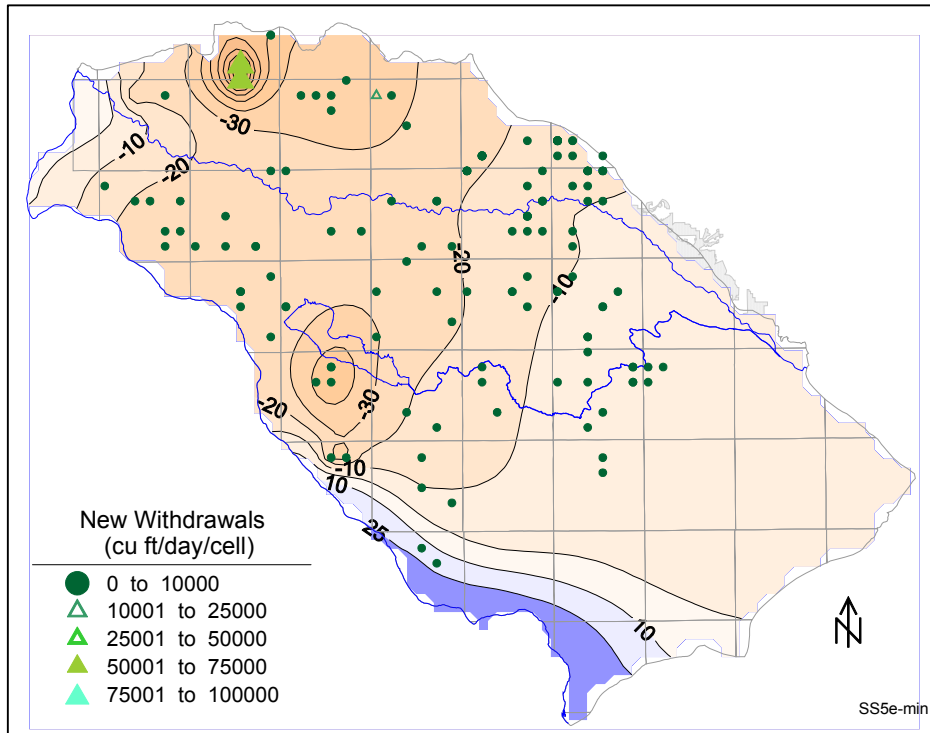 -30
-10
-20
-20
-10
-30
-20
-10
10
25
10
New Withdrawals
(cu ft/day/cell)
0 to 10000
10001 to 25000
25001 to 50000
50001 to 75000
75001 to 100000
N
SS5e-min